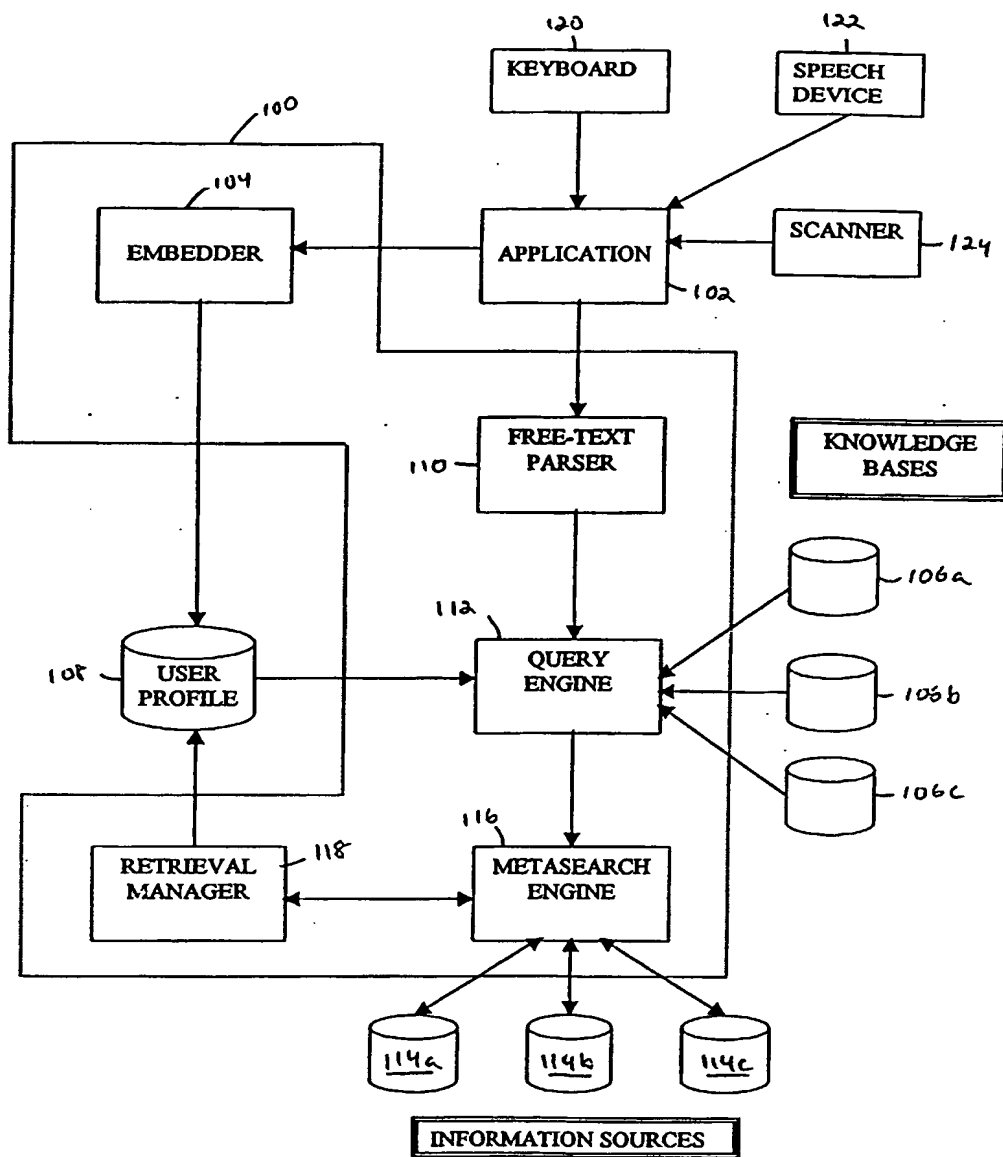 120
122
KEYBOARD
SPEECH
DEVICE
100
104
EMBEDDER
APPLICATION
SCANNER
124
102
FREE-TEXT
PARSER
110
KNOWLEDGE
BASES
106a
112
QUERY
ENGINE
108
USER
PROFILE
106b
106c
116
RETRIEVAL
MANAGER
118
METASEARCH
ENGINE
114a
114b
114c
INFORMATION SOURCES